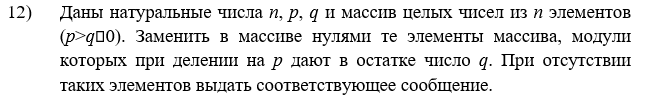 12) Даны натуральные числа n, p, q и массив целых чисел из n элементов
(p>q▯0). Заменить в массиве нулями те элементы массива, модули
которых при делении на p дают в остатке число q. При отсутствии
таких элементов выдать соответствующее сообщение.